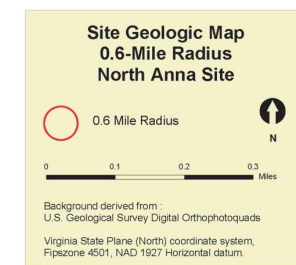 Site Geologic Map
0.6-Mile Radius
North Anna Site
0.6 Mile Radius
N
0 0.1 0.2 0.3
Miles
Background derived from :
U.S. Geological Survey Digital Orthophotoquads
Virginia State Plane (North) coordinate system,
Fipszone 4501, NAD 1927 Horizontal datum.